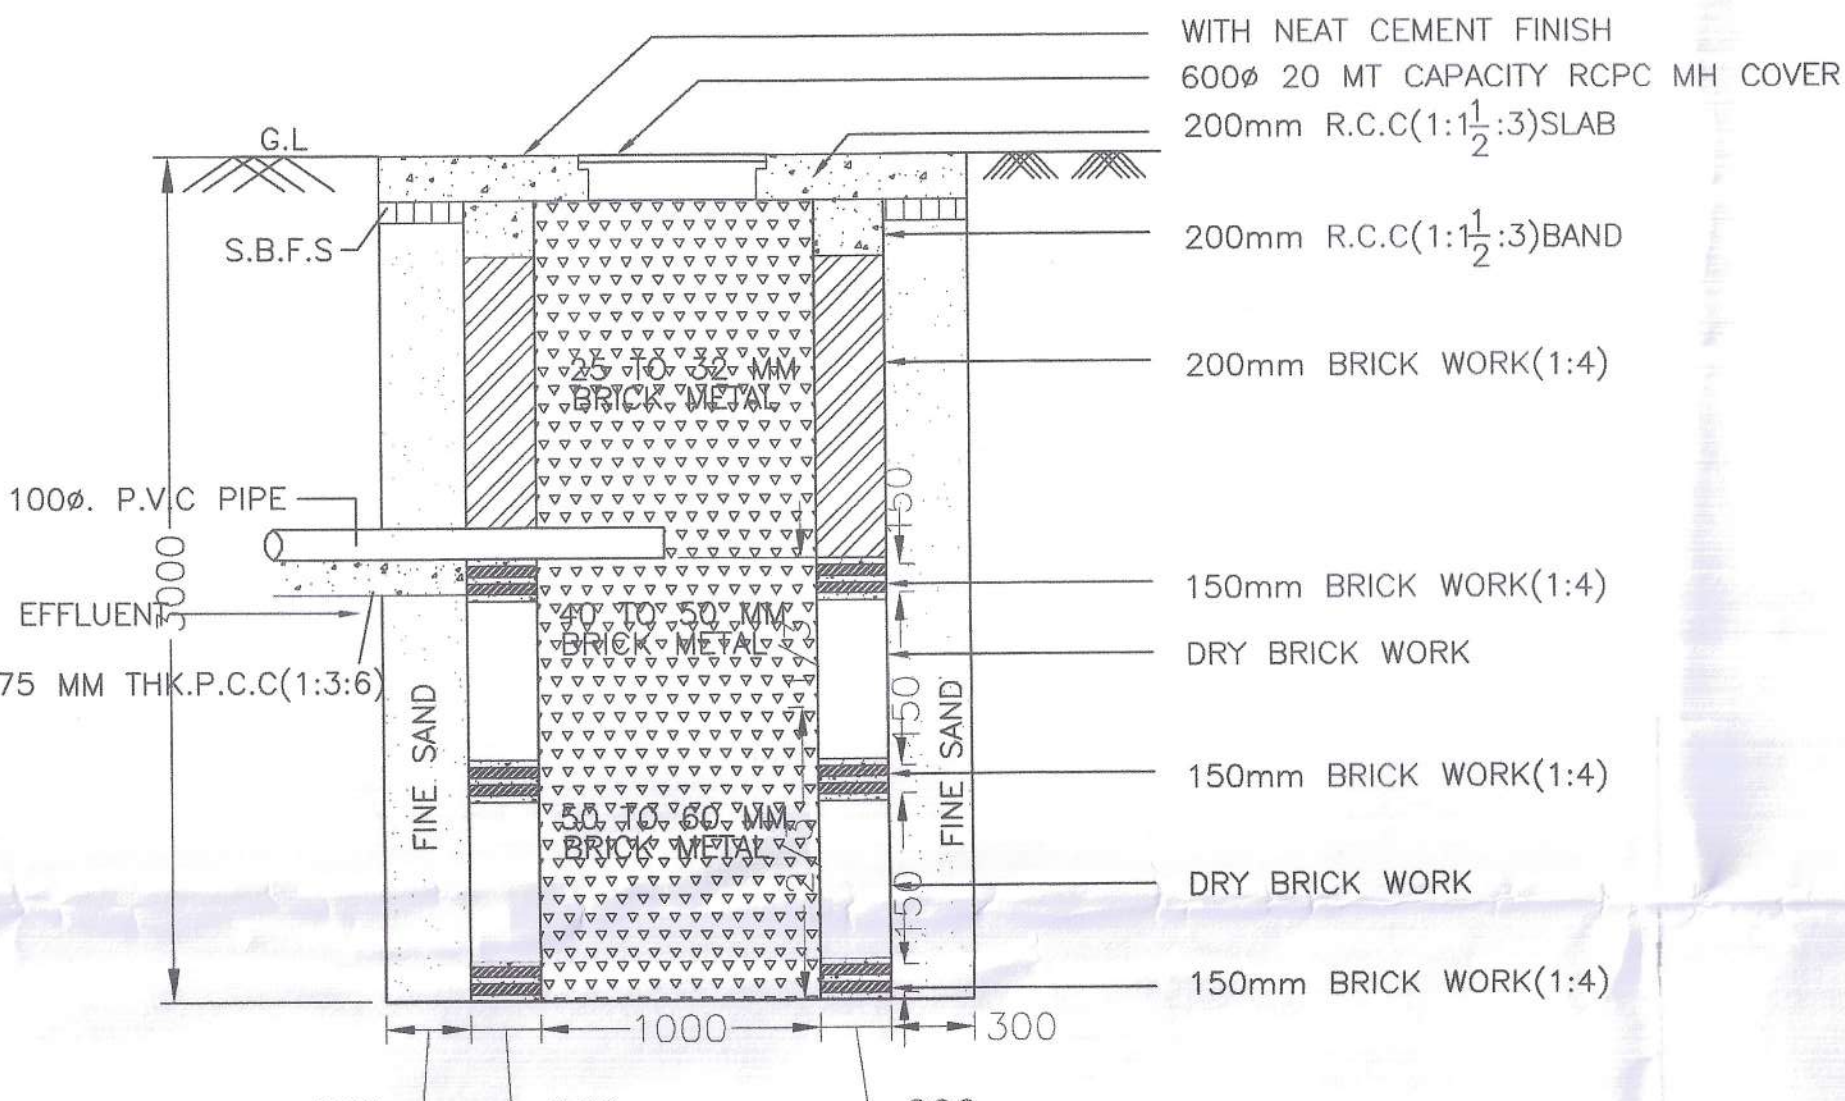 WITH NEAT CEMENT FINISH
600ø 20 MT CAPACITY RCPC MH COVER
200mm R.C.C(1:1½:3)SLAB
G.L
S.B.F.S
200mm R.C.C(1:1½:3)BAND
25 TO 32 MM
BRICK METAL
200mm BRICK WORK(1:4)
100ø. P.V.C PIPE
3000
150
150mm BRICK WORK(1:4)
EFFLUENT
40 TO 50 MM
BRICK METAL
1/3
DRY BRICK WORK
75 MM THK.P.C.C(1:3:6)
FINE SAND
150
FINE SAND
150mm BRICK WORK(1:4)
50 TO 60 MM
BRICK METAL
2/3
DRY BRICK WORK
150
150mm BRICK WORK(1:4)
1000
300